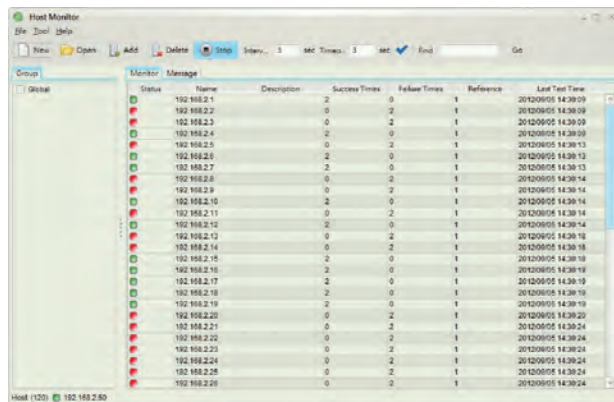 Host Monitor
File Tool Help
New Open Add Delete Stop Interv.. 3 sec Timeo.. 3 sec Find Go
Group Monitor Message
Global Status Name Description Success Times Failure Times Reference Last Test Time
192.168.2.1 2 0 1 2012/09/05 14:39:09
192.168.2.2 0 2 1 2012/09/05 14:39:09
192.168.2.3 0 2 1 2012/09/05 14:39:09
192.168.2.4 2 0 1 2012/09/05 14:39:09
192.168.2.5 0 2 1 2012/09/05 14:39:13
192.168.2.6 2 0 1 2012/09/05 14:39:13
192.168.2.7 2 0 1 2012/09/05 14:39:13
192.168.2.8 0 2 1 2012/09/05 14:39:14
192.168.2.9 0 2 1 2012/09/05 14:39:14
192.168.2.10 2 0 1 2012/09/05 14:39:14
192.168.2.11 0 2 1 2012/09/05 14:39:14
192.168.2.12 2 0 1 2012/09/05 14:39:14
192.168.2.13 0 2 1 2012/09/05 14:39:18
192.168.2.14 0 2 1 2012/09/05 14:39:18
192.168.2.15 2 0 1 2012/09/05 14:39:18
192.168.2.16 2 0 1 2012/09/05 14:39:19
192.168.2.17 2 0 1 2012/09/05 14:39:19
192.168.2.18 2 0 1 2012/09/05 14:39:19
192.168.2.19 2 0 1 2012/09/05 14:39:19
192.168.2.20 0 2 1 2012/09/05 14:39:20
192.168.2.21 0 2 1 2012/09/05 14:39:24
192.168.2.22 0 2 1 2012/09/05 14:39:24
192.168.2.23 0 2 1 2012/09/05 14:39:24
192.168.2.24 0 2 1 2012/09/05 14:39:24
192.168.2.25 0 2 1 2012/09/05 14:39:24
192.168.2.26 0 2 1 2012/09/05 14:39:24
Host (120) 192.168.2.50